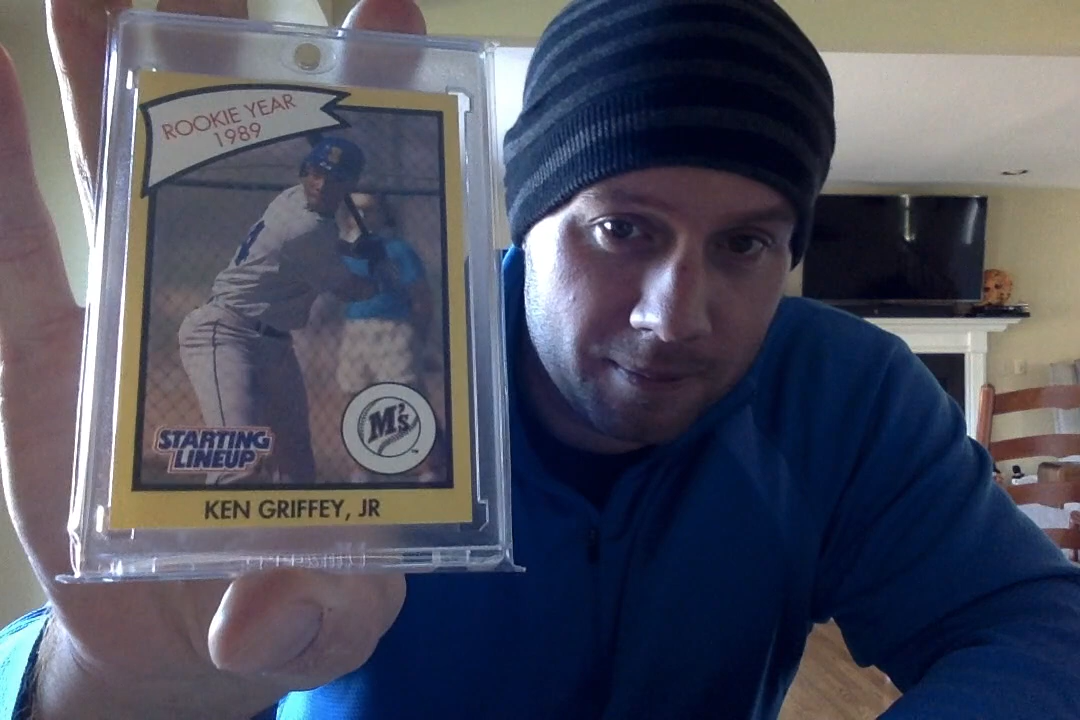 ROOKIE YEAR
1989
STARTING
LINEUP
M's
KEN GRIFFEY, JR